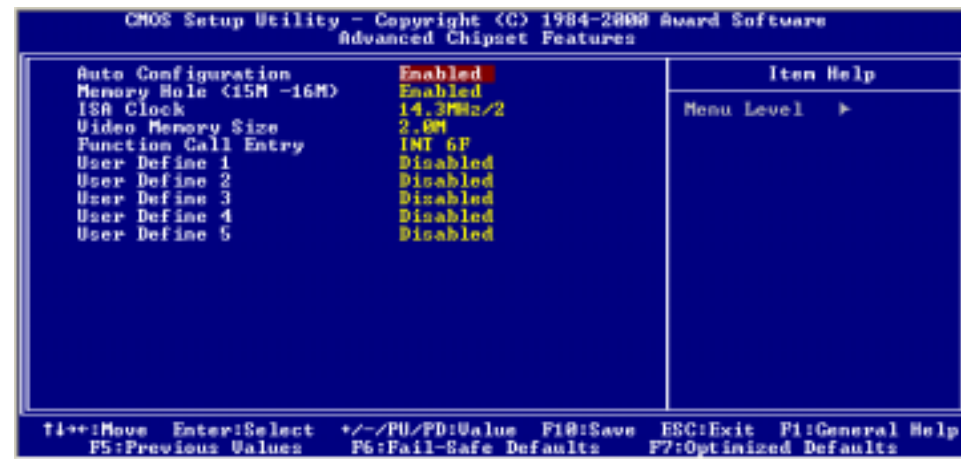 CMOS Setup Utility - Copyright (C) 1984-2000 Award Software
Advanced Chipset Features
Auto Configuration Enabled
Memory Hole (15M -16M) Enabled
ISA Clock 14.3MHz/2
Video Memory Size 2.0M
Function Call Entry INT 6F
User Define 1 Disabled
User Define 2 Disabled
User Define 3 Disabled
User Define 4 Disabled
User Define 5 Disabled
Item Help
Menu Level ►
↑↓→←:Move Enter:Select +/-/PU/PD:Value F10:Save ESC:Exit F1:General Help
F5:Previous Values F6:Fail-Safe Defaults F7:Optimized Defaults